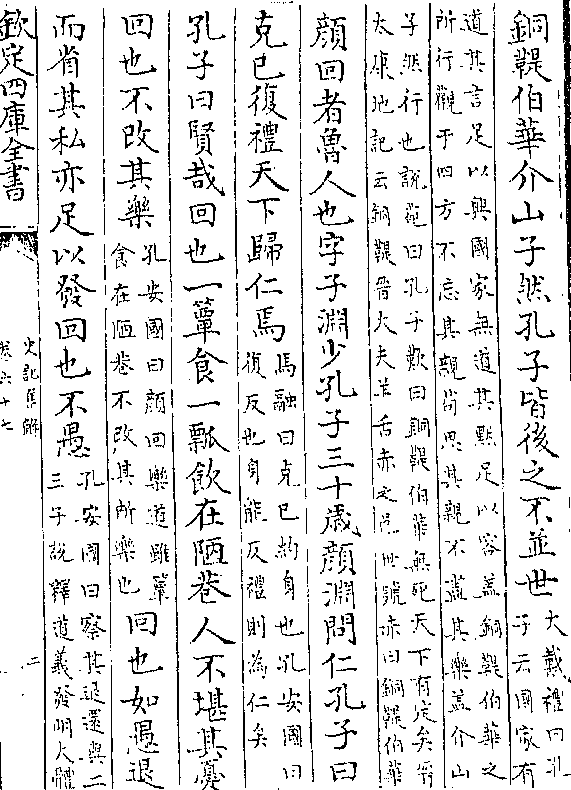 銅鞮伯華介山子然孔子皆後之不並世大戴禮曰孔
子云國家有
道其言足以興國家無道其默足以容蓋銅鞮伯華之
所行觀于四方不忘其親苟思其親不盡其樂蓋介山
子然行也說苑曰孔子歎曰銅鞮伯華無死天下有定矣晉
太康地記云銅鞮晉大夫羊舌赤之邑世號赤曰銅鞮伯華
顏回者魯人也字子淵少孔子三十歲顏淵問仁孔子曰
克己復禮天下歸仁焉馬融曰克己約身也孔安國曰
復反也身能反禮則為仁矣
孔子曰賢哉回也一簞食一瓢飲在陋巷人不堪其憂
回也不改其樂孔安國曰顏回樂道雖簞
食在陋巷不改其所樂也回也如愚退
而省其私亦足以發回也不愚孔安國曰察其退還與二
三子說釋道義發明大體
欽定四庫全書
史記集解
卷六十七
二